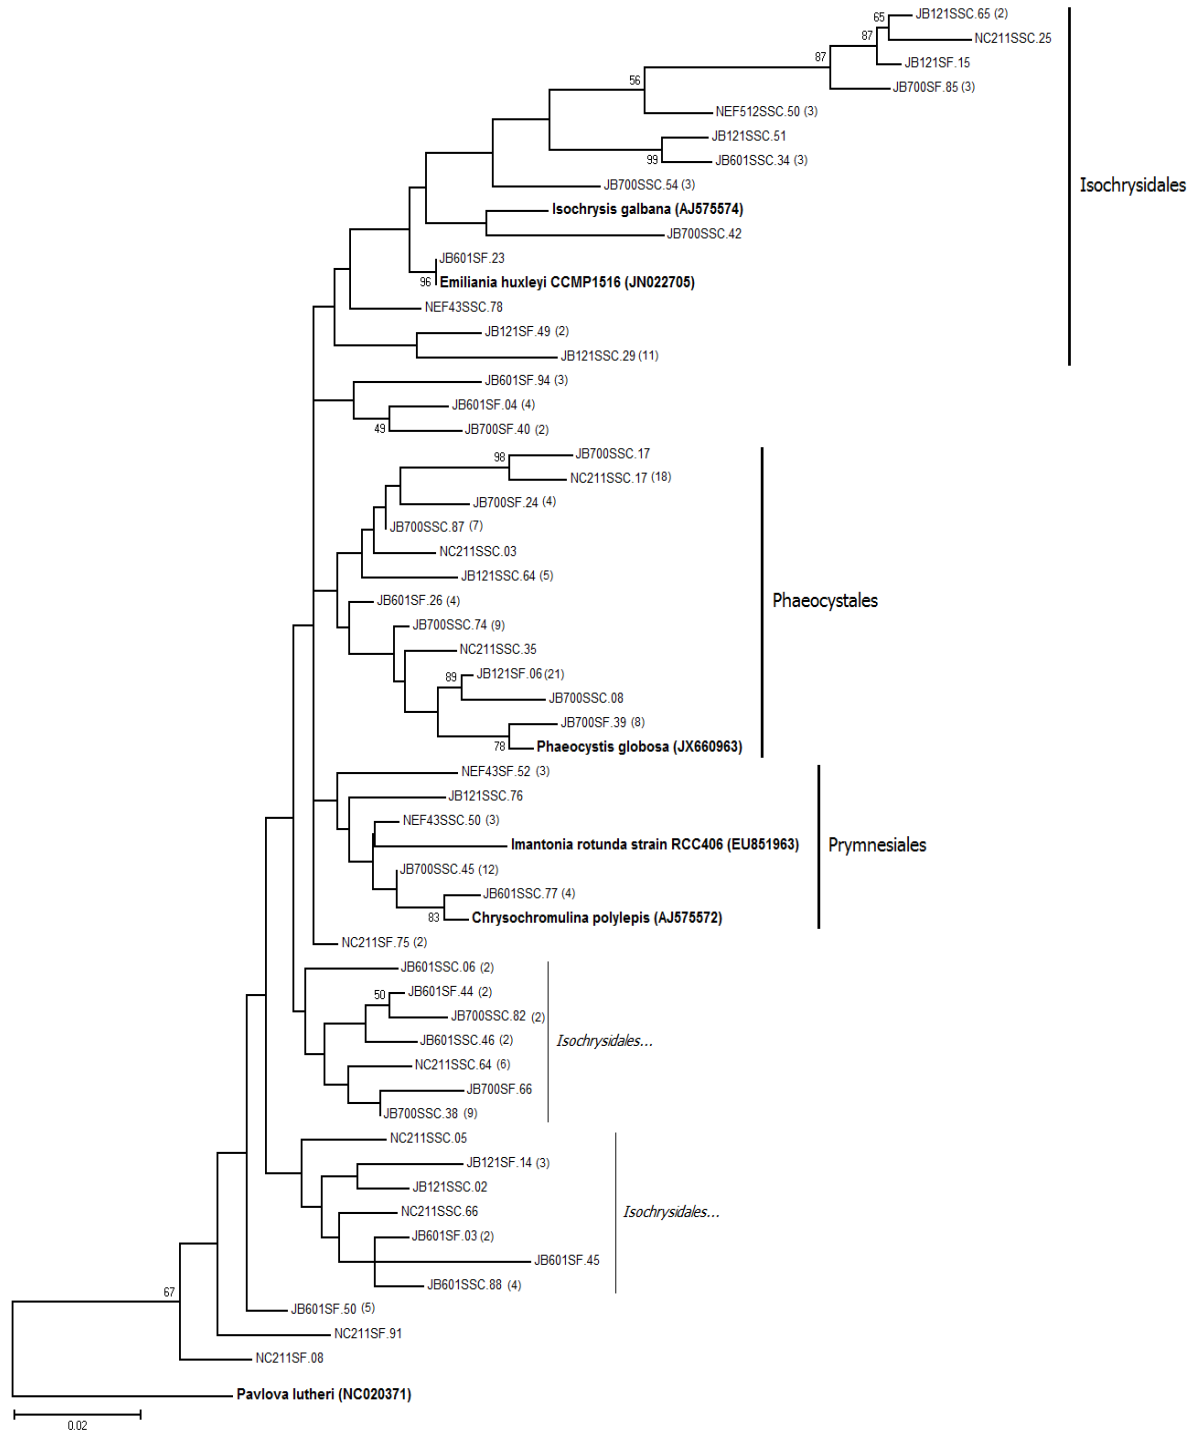 65
JB121SSC.65 (2)
87
NC211SSC.25
87
JB121SF.15
56
JB700SF.85 (3)
NEF512SSC.50 (3)
JB121SSC.51
99
JB601SSC.34 (3)
JB700SSC.54 (3)
Isochrysidales
Isochrysis galbana (AJ575574)
JB700SSC.42
JB601SF.23
96
Emiliania huxleyi CCMP1516 (JN022705)
NEF43SSC.78
JB121SF.49 (2)
JB121SSC.29 (11)
JB601SF.94 (3)
JB601SF.04 (4)
49
JB700SF.40 (2)
98
JB700SSC.17
NC211SSC.17 (18)
JB700SF.24 (4)
JB700SSC.87 (7)
NC211SSC.03
JB121SSC.64 (5)
JB601SF.26 (4)
Phaeocystales
JB700SSC.74 (9)
NC211SSC.35
89
JB121SF.06 (21)
JB700SSC.08
JB700SF.39 (8)
78
Phaeocystis globosa (JX660963)
NEF43SF.52 (3)
JB121SSC.76
NEF43SSC.50 (3)
Imantonia rotunda strain RCC406 (EU851963)
Prymnesiales
JB700SSC.45 (12)
JB601SSC.77 (4)
83
Chrysochromulina polylepis (AJ575572)
NC211SF.75 (2)
JB601SSC.06 (2)
50
JB601SF.44 (2)
JB700SSC.82 (2)
JB601SSC.46 (2)
Isochrysidales...
NC211SSC.64 (6)
JB700SF.66
JB700SSC.38 (9)
NC211SSC.05
JB121SF.14 (3)
JB121SSC.02
NC211SSC.66
Isochrysidales...
JB601SF.03 (2)
JB601SF.45
JB601SSC.88 (4)
67
JB601SF.50 (5)
NC211SF.91
NC211SF.08
Pavlova lutheri (NC020371)
0.02